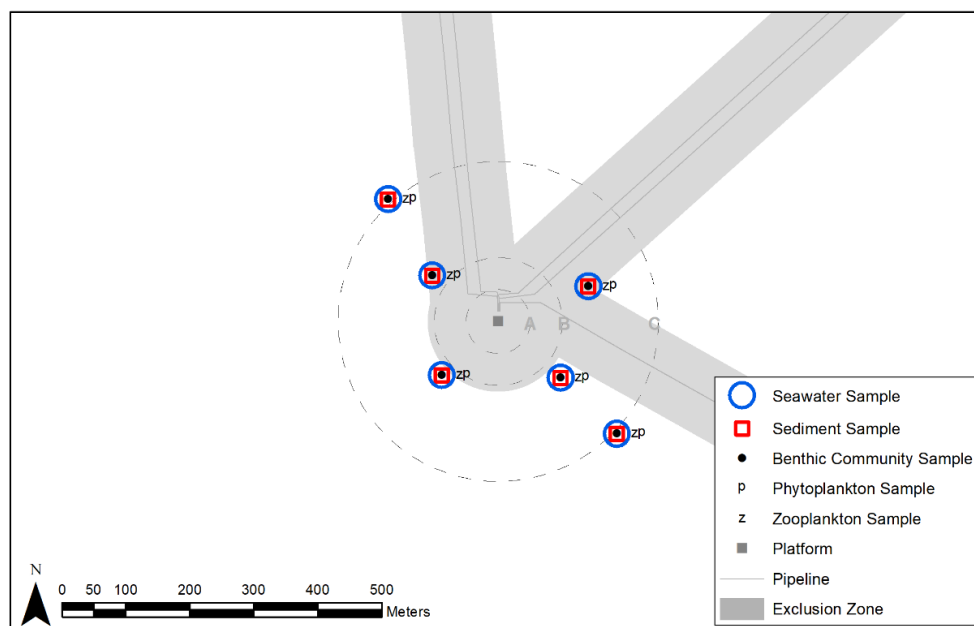 zp
zp
zp
A B C
zp
zp
zp
Seawater Sample
Sediment Sample
Benthic Community Sample
p Phytoplankton Sample
z Zooplankton Sample
Platform
Pipeline
Exclusion Zone
N
0 50 100 200 300 400 500
Meters